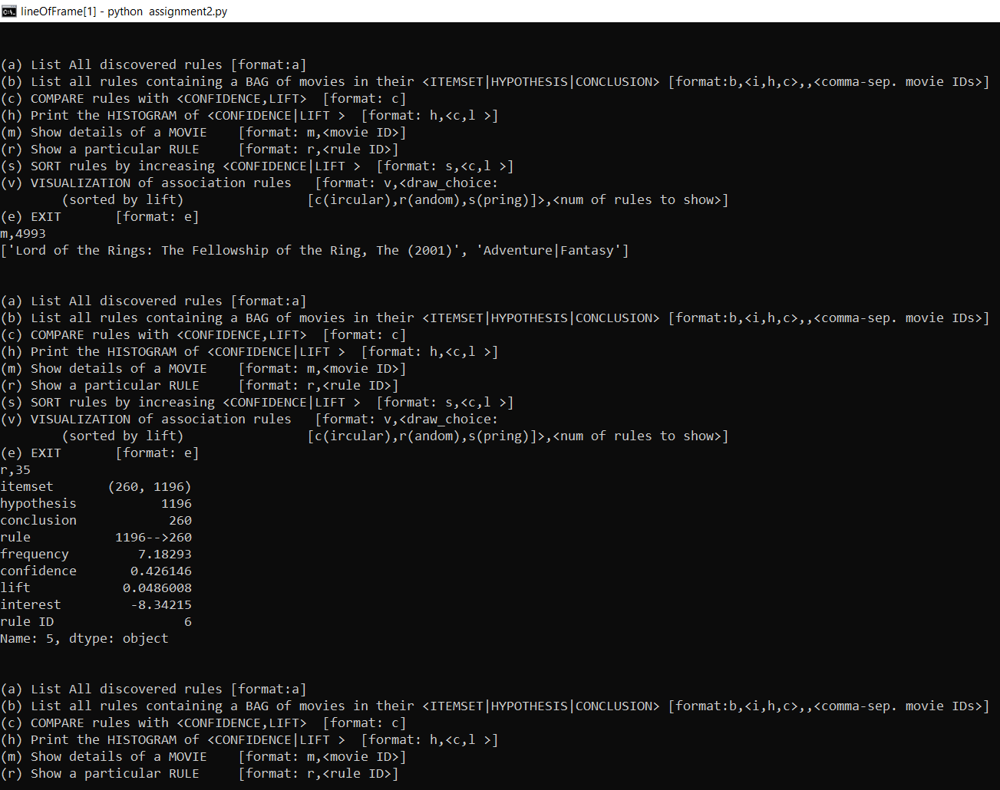 lineOfFrame[1] - python  assignment2.py
(a) List All discovered rules [format:a]
(b) List all rules containing a BAG of movies in their <ITEMSET|HYPOTHESIS|CONCLUSION> [format:b,<i,h,c>,,<comma-sep. movie IDs>]
(c) COMPARE rules with <CONFIDENCE,LIFT>  [format: c]
(h) Print the HISTOGRAM of <CONFIDENCE|LIFT >  [format: h,<c,l >]
(m) Show details of a MOVIE    [format: m,<movie ID>]
(r) Show a particular RULE     [format: r,<rule ID>]
(s) SORT rules by increasing <CONFIDENCE|LIFT >  [format: s,<c,l >]
(v) VISUALIZATION of association rules   [format: v,<draw_choice:
        (sorted by lift)                [c(ircular),r(andom),s(pring)]>,<num of rules to show>]
(e) EXIT       [format: e]
m,4993
['Lord of the Rings: The Fellowship of the Ring, The (2001)', 'Adventure|Fantasy']
(a) List All discovered rules [format:a]
(b) List all rules containing a BAG of movies in their <ITEMSET|HYPOTHESIS|CONCLUSION> [format:b,<i,h,c>,,<comma-sep. movie IDs>]
(c) COMPARE rules with <CONFIDENCE,LIFT>  [format: c]
(h) Print the HISTOGRAM of <CONFIDENCE|LIFT >  [format: h,<c,l >]
(m) Show details of a MOVIE    [format: m,<movie ID>]
(r) Show a particular RULE     [format: r,<rule ID>]
(s) SORT rules by increasing <CONFIDENCE|LIFT >  [format: s,<c,l >]
(v) VISUALIZATION of association rules   [format: v,<draw_choice:
        (sorted by lift)                [c(ircular),r(andom),s(pring)]>,<num of rules to show>]
(e) EXIT       [format: e]
r,35
itemset       (260, 1196)
hypothesis           1196
conclusion            260
rule           1196-->260
frequency         7.18293
confidence       0.426146
lift            0.0486008
interest         -8.34215
rule ID                 6
Name: 5, dtype: object
(a) List All discovered rules [format:a]
(b) List all rules containing a BAG of movies in their <ITEMSET|HYPOTHESIS|CONCLUSION> [format:b,<i,h,c>,,<comma-sep. movie IDs>]
(c) COMPARE rules with <CONFIDENCE,LIFT>  [format: c]
(h) Print the HISTOGRAM of <CONFIDENCE|LIFT >  [format: h,<c,l >]
(m) Show details of a MOVIE    [format: m,<movie ID>]
(r) Show a particular RULE     [format: r,<rule ID>]